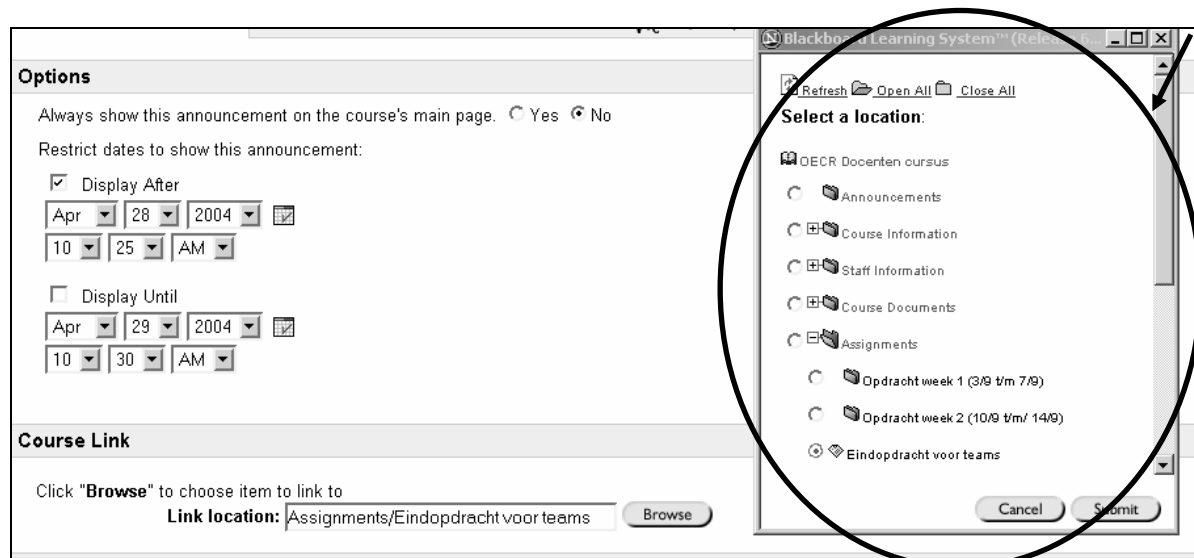 Options
Always show this announcement on the course's main page. Yes No
Restrict dates to show this announcement:
Display After
Apr 28 2004
10 25 AM
Display Until
Apr 29 2004
10 30 AM
Course Link
Click "Browse" to choose item to link to
Link location: Assignments/Eindopdracht voor teams Browse
Blackboard Learning System™ (Release 6...
Refresh Open All Close All
Select a location:
OECR Docenten cursus
Announcements
Course Information
Staff Information
Course Documents
Assignments
Opdracht week 1 (3/9 t/m 7/9)
Opdracht week 2 (10/9 t/m/ 14/9)
Eindopdracht voor teams
Cancel Submit